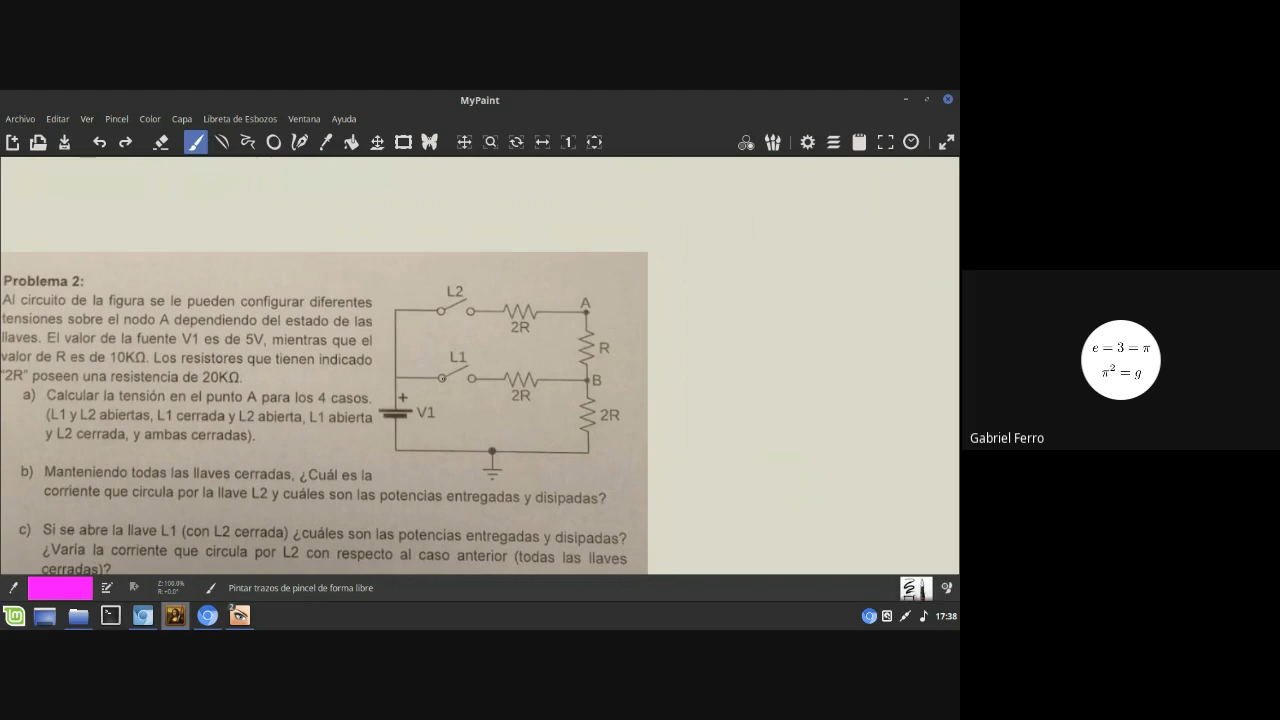 MyPaint
Archivo Editar Ver Pincel Color Capa Libreta de Esbozos Ventana Ayuda
1
Problema 2:
Al circuito de la figura se le pueden configurar diferentes
tensiones sobre el nodo A dependiendo del estado de las
llaves. El valor de la fuente V1 es de 5V, mientras que el
valor de R es de 10KΩ. Los resistores que tienen indicado
"2R" poseen una resistencia de 20KΩ.
a) Calcular la tensión en el punto A para los 4 casos.
(L1 y L2 abiertas, L1 cerrada y L2 abierta, L1 abierta
y L2 cerrada, y ambas cerradas).
b) Manteniendo todas las llaves cerradas, ¿Cuál es la
corriente que circula por la llave L2 y cuáles son las potencias entregadas y disipadas?
c) Si se abre la llave L1 (con L2 cerrada) ¿cuáles son las potencias entregadas y disipadas?
¿Varía la corriente que circula por L2 con respecto al caso anterior (todas las llaves
cerradas)?
L2
A
2R
R
L1
B
2R
+
V1
2R
e = 3 = π
π² = g
Gabriel Ferro
Z:100.0%
R:+0.0°
Pintar trazos de pincel de forma libre
2
17:38